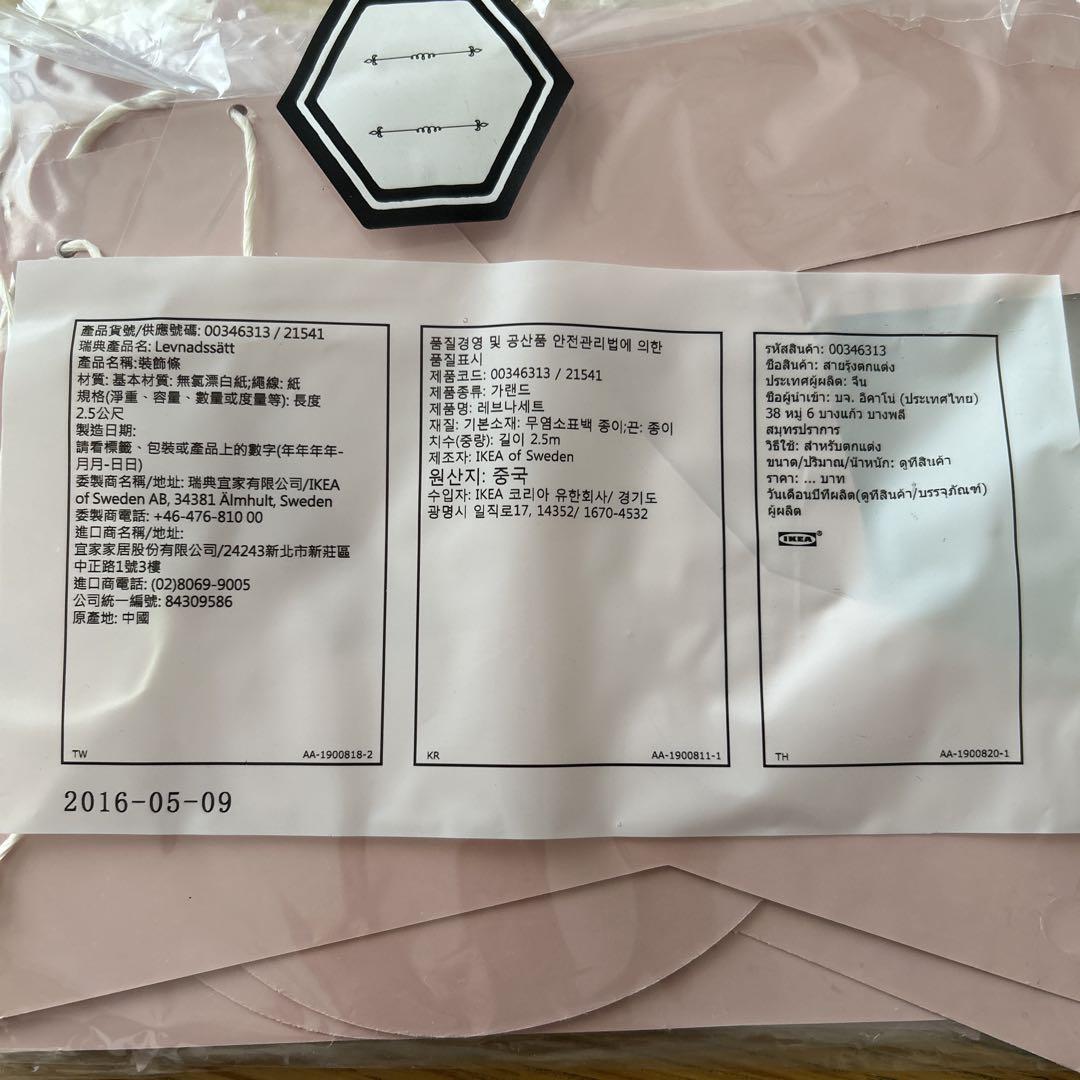 產品貨號/供應號碼: 00346313 / 21541
瑞典產品名: Levnadssätt
產品名稱:裝飾條
材質: 基本材質: 無氯漂白紙;繩線: 紙
規格(淨重、容量、數量或度量等): 長度
2.5公尺
製造日期:
請看標籤、包裝或產品上的數字(年年年年-
月月-日日)
委製商名稱/地址: 瑞典宜家有限公司/IKEA
of Sweden AB, 34381 Älmhult, Sweden
委製商電話: +46-476-810 00
進口商名稱/地址:
宜家家居股份有限公司/24243新北市新莊區
中正路1號3樓
進口商電話: (02)8069-9005
公司統一編號: 84309586
原產地: 中國
TW AA-1900818-2
품질경영 및 공산품 안전관리법에 의한
품질표시
제품코드: 00346313 / 21541
제품종류: 가랜드
제품명: 레브나세트
재질: 기본소재: 무염소표백 종이;끈: 종이
치수(중량): 길이 2.5m
제조자: IKEA of Sweden
원산지: 중국
수입자: IKEA 코리아 유한회사/ 경기도
광명시 일직로17, 14352/ 1670-4532
KR AA-1900811-1
รหัสสินค้า: 00346313
ชื่อสินค้า: สายรุ้งตกแต่ง
ประเทศผู้ผลิต: จีน
ชื่อผู้นำเข้า: บจ. อิคาโน่ (ประเทศไทย)
38 หมู่ 6 บางแก้ว บางพลี
สมุทรปราการ
วิธีใช้: สำหรับตกแต่ง
ขนาด/ปริมาณ/น้ำหนัก: ดูที่สินค้า
ราคา: ... บาท
วันเดือนปีที่ผลิต(ดูที่สินค้า/บรรจุภัณฑ์)
ผู้ผลิต
IKEA
TH AA-1900820-1
2016-05-09